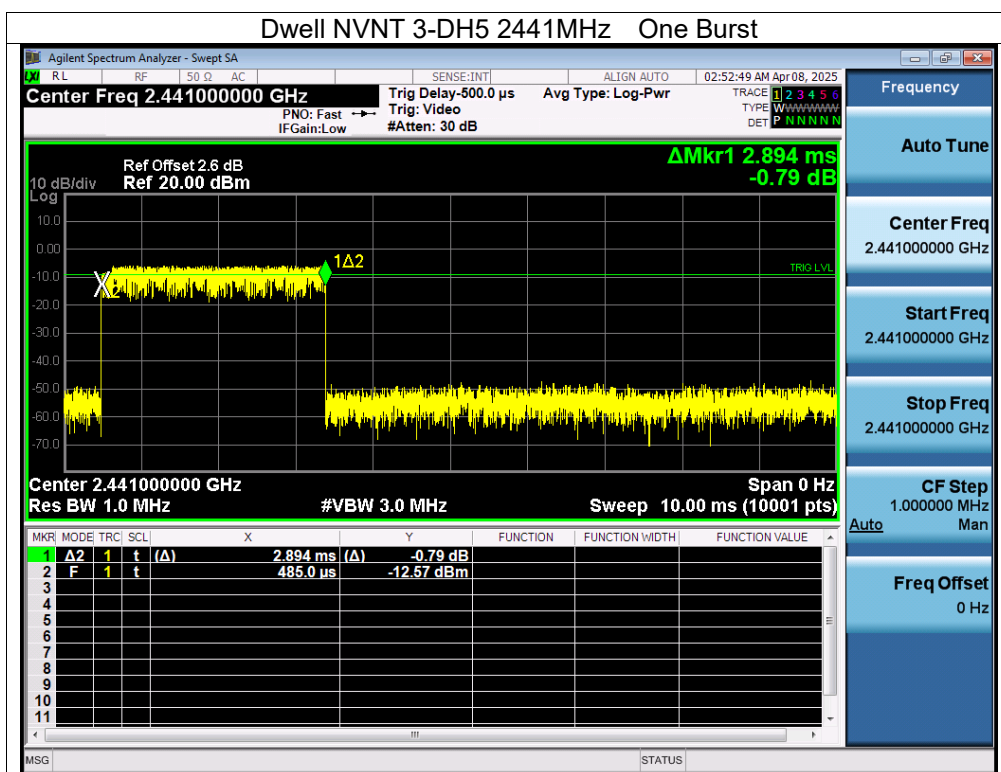 Dwell NVNT 3-DH5 2441MHz One Burst
Agilent Spectrum Analyzer - Swept SA
LXI RL RF 50 Ω AC SENSE:INT ALIGN AUTO 02:52:49 AM Apr 08, 2025
Center Freq 2.441000000 GHz Trig Delay-500.0 µs Avg Type: Log-Pwr TRACE 1 2 3 4 5 6
PNO: Fast Trig: Video TYPE WWWWWWW
IFGain:Low #Atten: 30 dB DET P N N N N N
Frequency
Auto Tune
Center Freq
2.441000000 GHz
Start Freq
2.441000000 GHz
Stop Freq
2.441000000 GHz
CF Step
1.000000 MHz
Auto Man
Freq Offset
0 Hz
ΔMkr1 2.894 ms
-0.79 dB
Ref Offset 2.6 dB
10 dB/div Ref 20.00 dBm
Log
10.0
0.00
-10.0
-20.0
-30.0
-40.0
-50.0
-60.0
-70.0
1Δ2
TRIG LVL
X2
Center 2.441000000 GHz Span 0 Hz
Res BW 1.0 MHz #VBW 3.0 MHz Sweep 10.00 ms (10001 pts)
MKR MODE TRC SCL X Y FUNCTION FUNCTION WIDTH FUNCTION VALUE
1 Δ2 1 t (Δ) 2.894 ms (Δ) -0.79 dB
2 F 1 t 485.0 µs -12.57 dBm
3
4
5
6
7
8
9
10
11
MSG STATUS